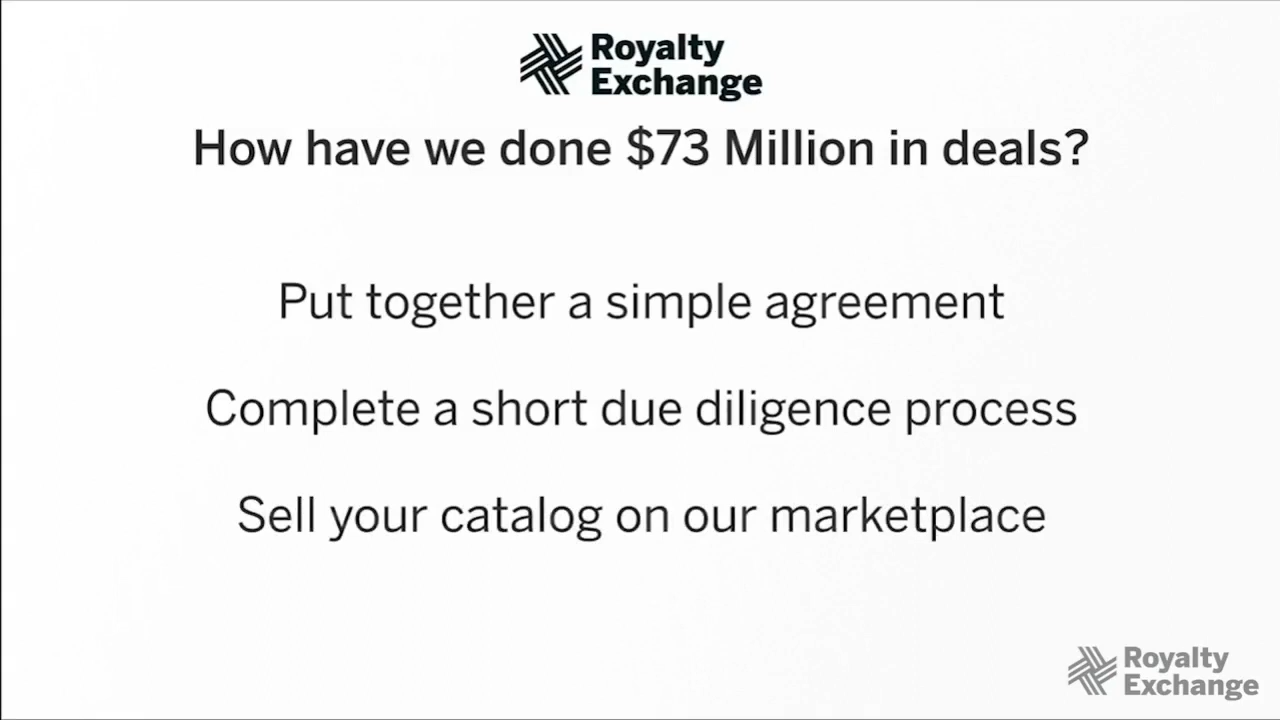 Royalty
Exchange
How have we done $73 Million in deals?
Put together a simple agreement
Complete a short due diligence process
Sell your catalog on our marketplace
Royalty
Exchange